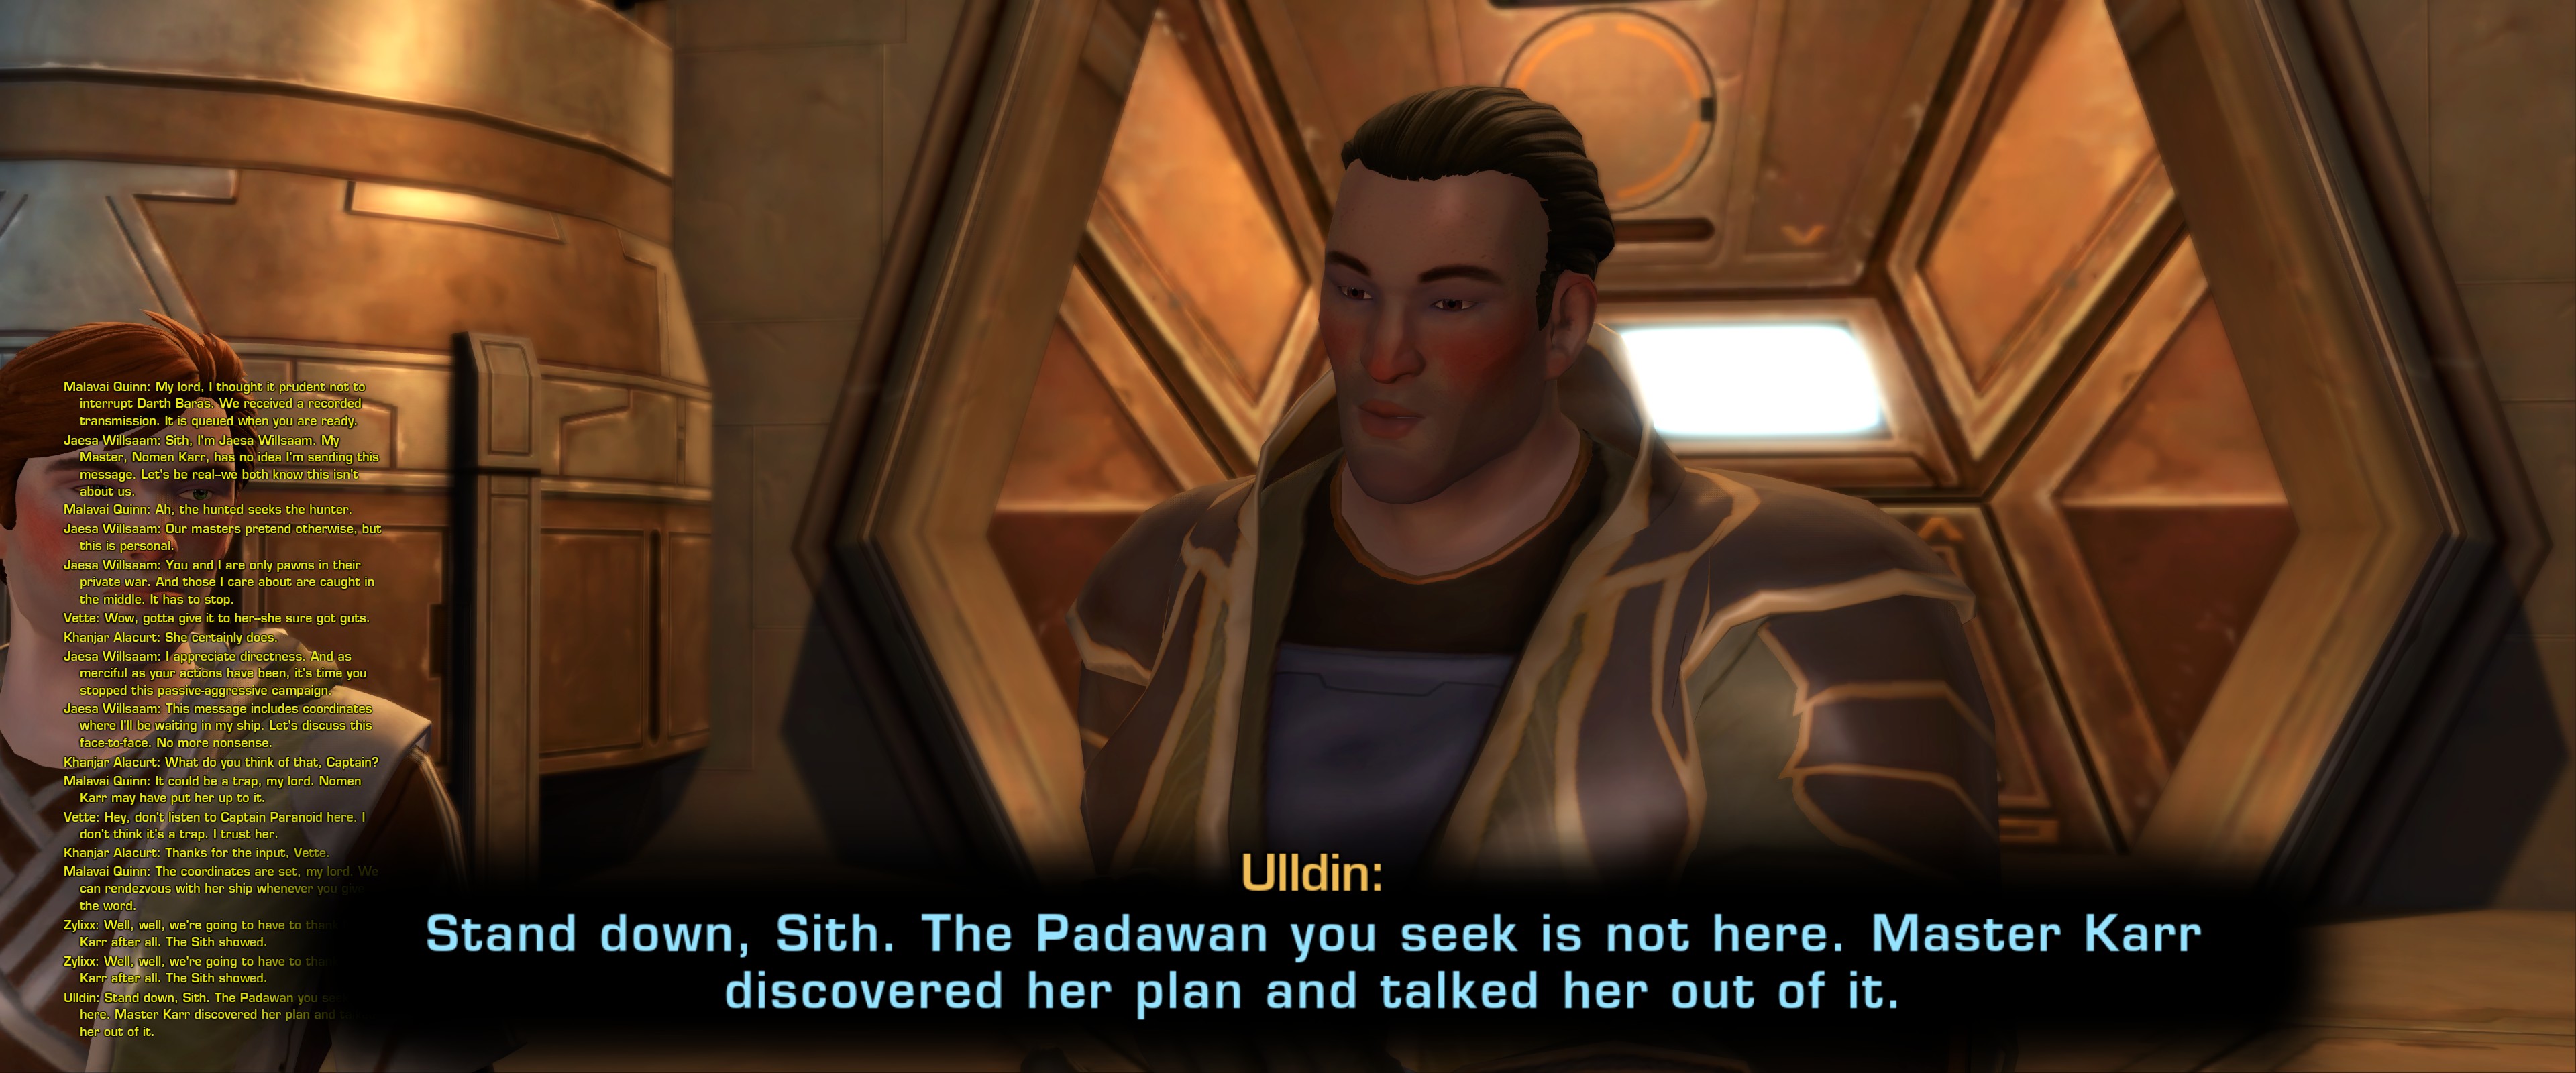 Malavai Quinn: My lord, I thought it prudent not to
interrupt Darth Baras. We received a recorded
transmission. It is queued when you are ready.
Jaesa Willsaam: Sith, I'm Jaesa Willsaam. My
Master, Nomen Karr, has no idea I'm sending this
message. Let's be real–we both know this isn't
about us.
Malavai Quinn: Ah, the hunted seeks the hunter.
Jaesa Willsaam: Our masters pretend otherwise, but
this is personal.
Jaesa Willsaam: You and I are only pawns in their
private war. And those I care about are caught in
the middle. It has to stop.
Vette: Wow, gotta give it to her–she sure got guts.
Khanjar Alacurt: She certainly does.
Jaesa Willsaam: I appreciate directness. And as
merciful as your actions have been, it's time you
stopped this passive-aggressive campaign.
Jaesa Willsaam: This message includes coordinates
where I'll be waiting in my ship. Let's discuss this
face-to-face. No more nonsense.
Khanjar Alacurt: What do you think of that, Captain?
Malavai Quinn: It could be a trap, my lord. Nomen
Karr may have put her up to it.
Vette: Hey, don't listen to Captain Paranoid here. I
don't think it's a trap. I trust her.
Khanjar Alacurt: Thanks for the input, Vette.
Malavai Quinn: The coordinates are set, my lord. We
can rendezvous with her ship whenever you give
the word.
Zylixx: Well, well, we're going to have to than
Karr after all. The Sith showed.
Zylixx: Well, well, we're going to have to tha
Karr after all. The Sith showed.
Ulldin: Stand down, Sith. The Padawan you se
here. Master Karr discovered her plan and
her out of it.
Ulldin:
Stand down, Sith. The Padawan you seek is not here. Master Karr
discovered her plan and talked her out of it.